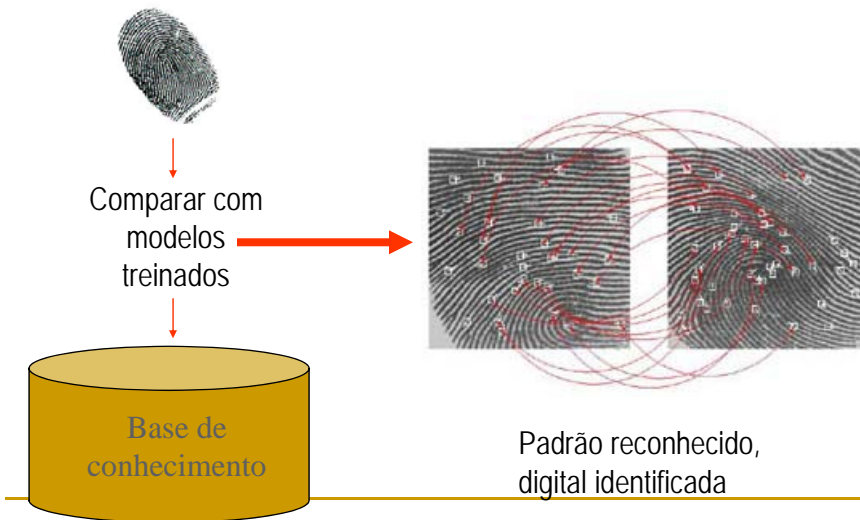 Comparar com
modelos
treinados
Base de
conhecimento
Padrão reconhecido,
digital identificada